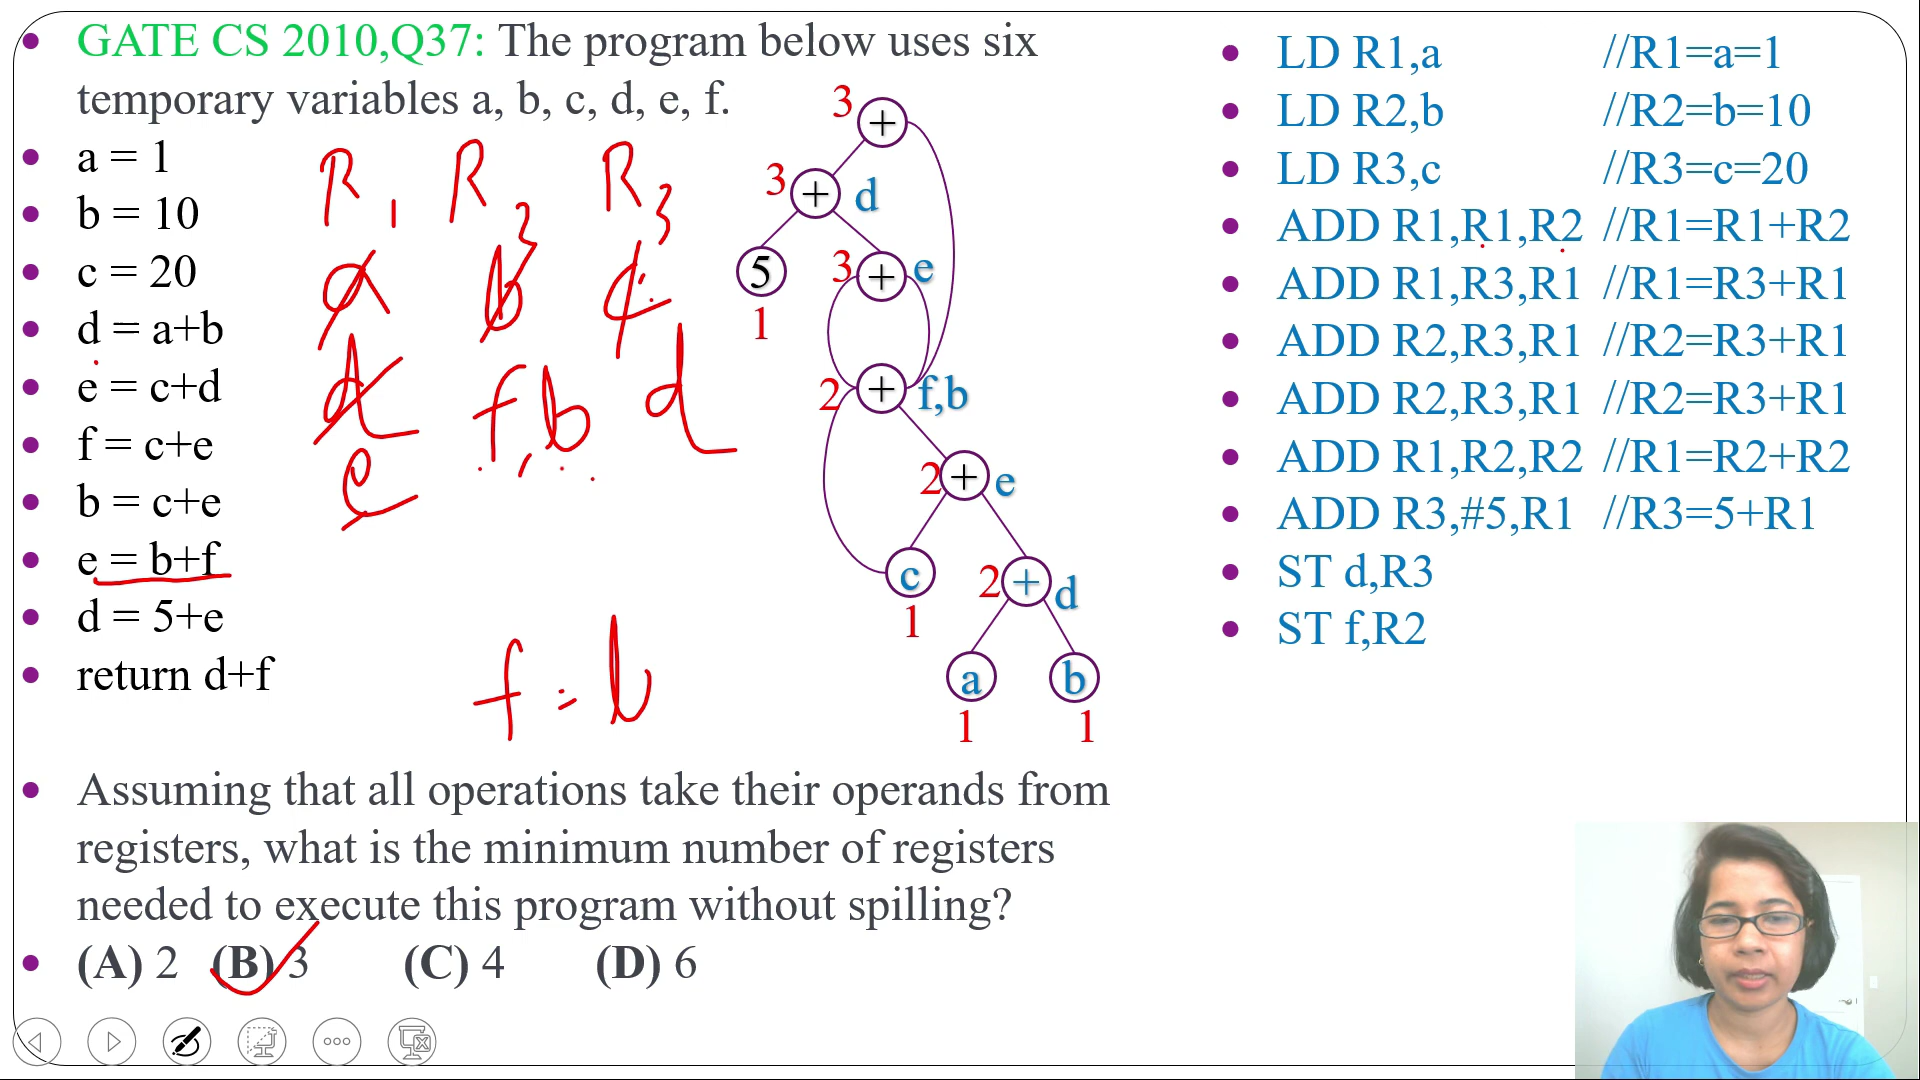 GATE CS 2010,Q37: The program below uses six
temporary variables a, b, c, d, e, f.
a = 1
b = 10
c = 20
d = a+b
e = c+d
f = c+e
b = c+e
e = b+f
d = 5+e
return d+f
R1 R2 R3
a b c
d f,b d
e
f = b
3 +
3 + d
5 3 + e
1
2 + f,b
2 + e
c 2 + d
1
a b
1 1
Assuming that all operations take their operands from
registers, what is the minimum number of registers
needed to execute this program without spilling?
(A) 2 (B) 3 (C) 4 (D) 6
LD R1,a //R1=a=1
LD R2,b //R2=b=10
LD R3,c //R3=c=20
ADD R1,R1,R2 //R1=R1+R2
ADD R1,R3,R1 //R1=R3+R1
ADD R2,R3,R1 //R2=R3+R1
ADD R2,R3,R1 //R2=R3+R1
ADD R1,R2,R2 //R1=R2+R2
ADD R3,#5,R1 //R3=5+R1
ST d,R3
ST f,R2